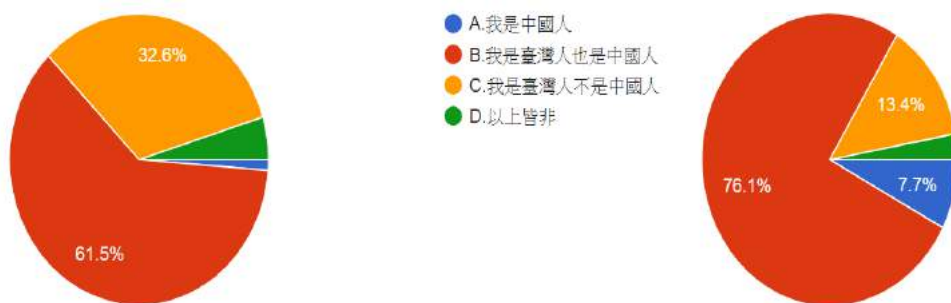 32.6%
61.5%
A.我是中國人
B.我是臺灣人也是中國人
C.我是臺灣人不是中國人
D.以上皆非
13.4%
76.1%
7.7%